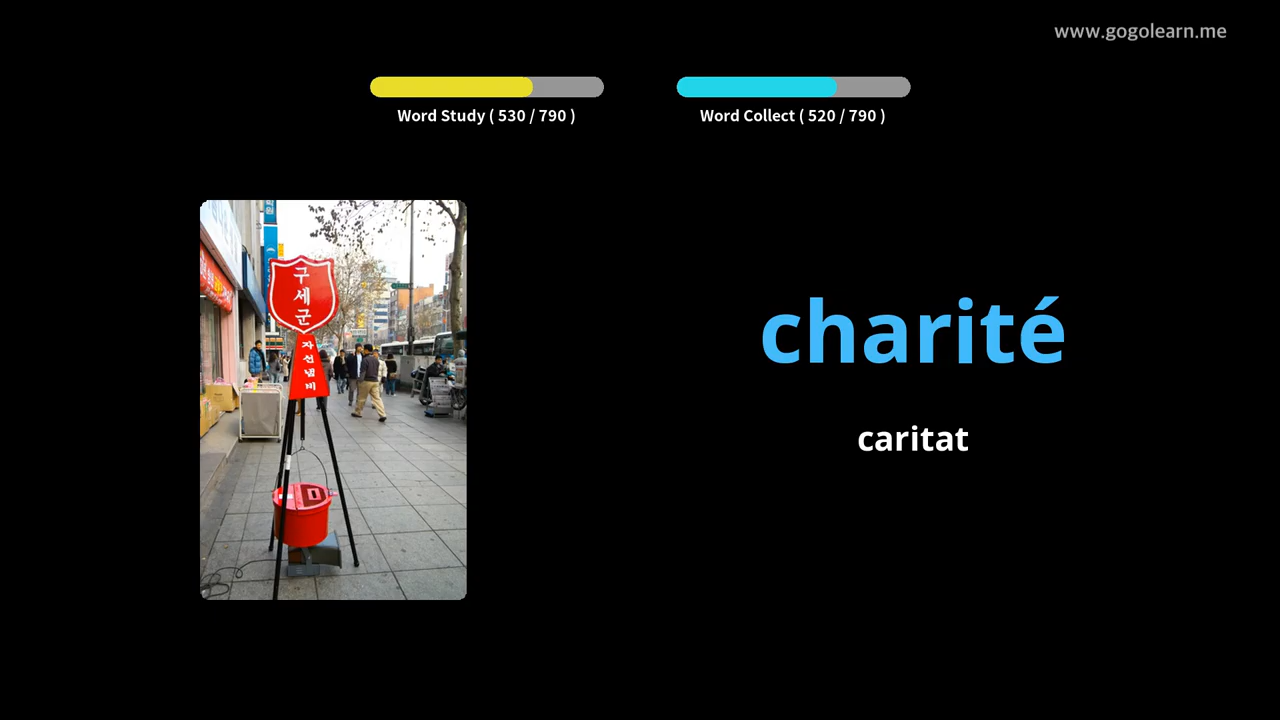 www.gogolearn.me
Word Study ( 530 / 790 )
Word Collect ( 520 / 790 )
구세군
자선냄비
charité
caritat